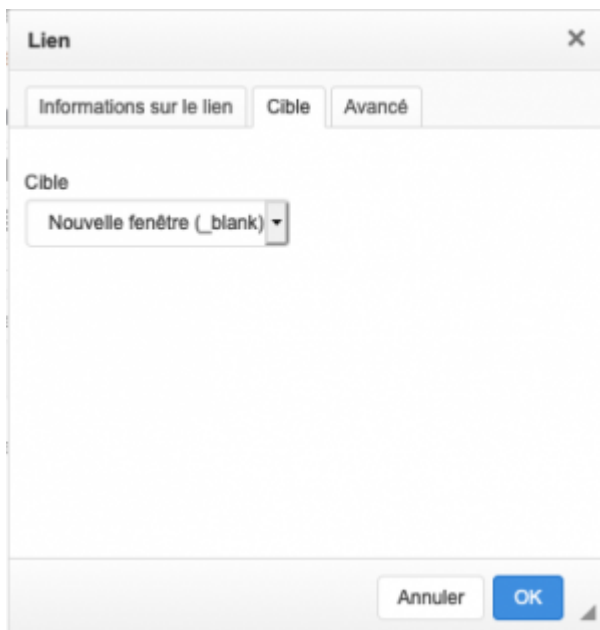 Lien
Informations sur le lien Cible Avancé
Cible
Nouvelle fenêtre (_blank)
Annuler OK